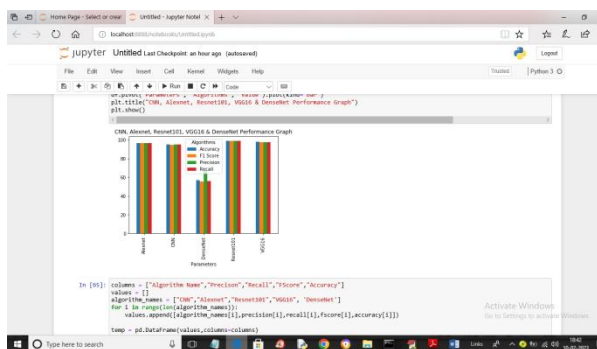 Home Page - Select or creat
Untitled - Jupyter Notel
localhost:8888/notebooks/Untitled.ipynb
jupyter Untitled Last Checkpoint: an hour ago (autosaved)
Logout
File Edit View Insert Cell Kernel Widgets Help
Trusted Python 3
Run Code
plt.title("CNN, Alexnet, Resnet101, VGG16 & DenseNet Performance Graph")
plt.show()
CNN, Alexnet, Resnet101, VGG16 & DenseNet Performance Graph
100
80
60
40
20
0
Algorithms
Accuracy
F1 Score
Precision
Recall
Alexnet
CNN
DenseNet
Resnet101
VGG16
Parameters
In [65]: columns = ["Algorithm Name","Precison","Recall","FScore","Accuracy"]
values = []
algorithm_names = ["CNN","Alexnet","Resnet101","VGG16", "DenseNet"]
for i in range(len(algorithm_names)):
values.append([algorithm_names[i],precision[i],recall[i],fscore[i],accuracy[i]])
temp = pd.DataFrame(values,columns=columns)
Activate Windows
Go to Settings to activate Windows.
Type here to search
Links
18:42